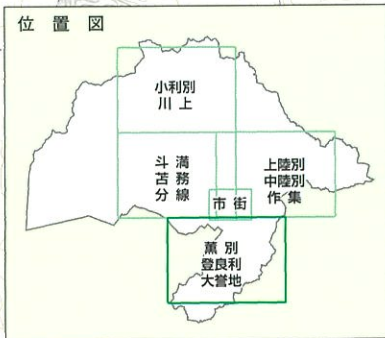 位置図
小利別
川上
斗満
苫務
分線
上陸別
中陸別
作集
市街
薫別
登良利
大誉地